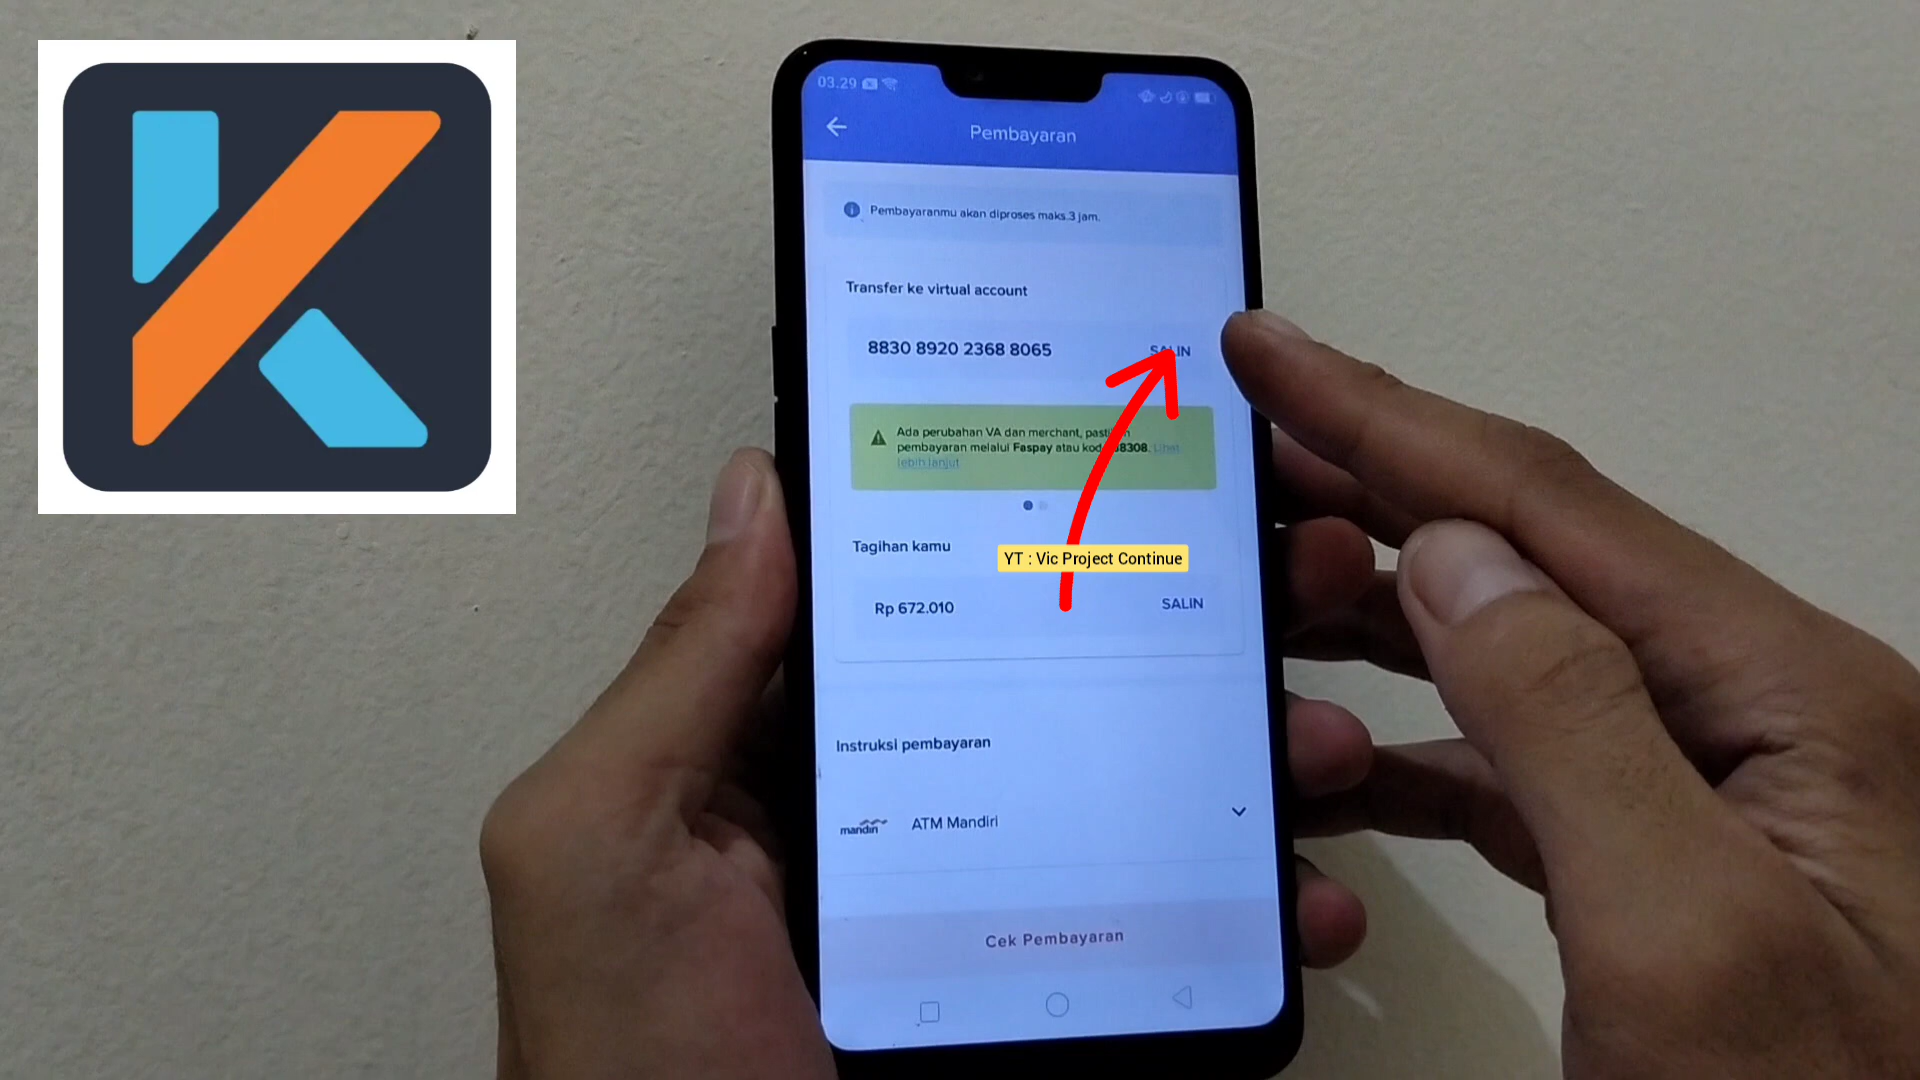 03.29
Pembayaran
Pembayaranmu akan diproses maks.3 jam.
Transfer ke virtual account
8830 8920 2368 8065
SALIN
Ada perubahan VA dan merchant,
pembayaran melalui Faspay atau 8308. Lihat
lebih lanjut
Tagihan kamu
YT : Vic Project Continue
Rp 672.010
SALIN
Instruksi pembayaran
mandiri
ATM Mandiri
Cek Pembayaran